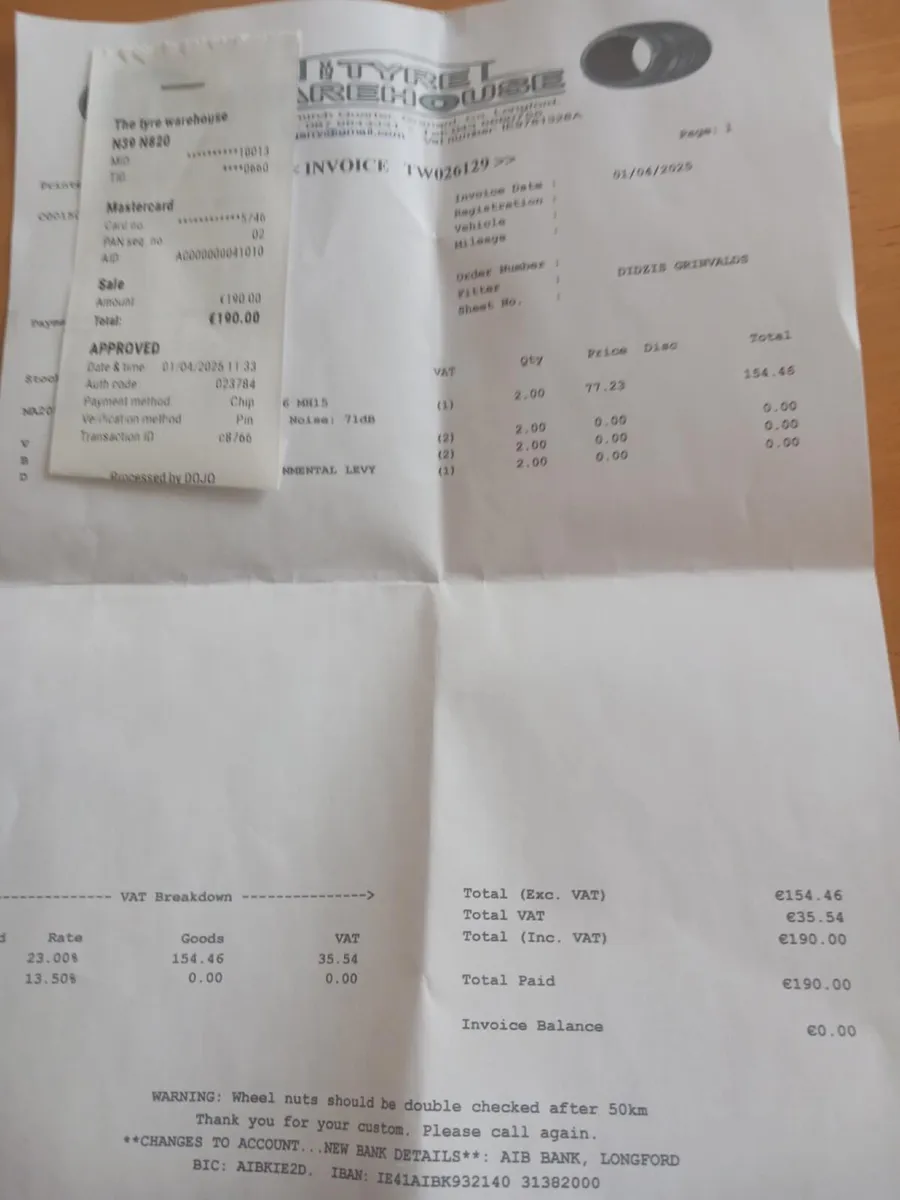 The tyre warehouse
N39 N820
MID **********10013
TID ****0660
Mastercard
Card no. ************5746
PAN seq. no. 02
AID A0000000041010
Sale
Amount €190.00
Total: €190.00
APPROVED
Date & time 01/04/2025 11:33
Auth code 023784
Payment method Chip
Verification method Pin
Transaction ID c8766
Processed by DOJO
TYRE
WAREHOUSE
Page: 1
INVOICE TW026129 >>
Invoice Date : 01/04/2025
Registration :
Vehicle :
Mileage :
Order Number :
Fitter : DIDZIS GRINVALDS
Sheet No. :
VAT Qty Price Disc Total
6 MH15 (1) 2.00 77.23 154.46
Noise: 71dB
V (2) 2.00 0.00 0.00
B (2) 2.00 0.00 0.00
D NMENTAL LEVY (1) 2.00 0.00 0.00
--------------- VAT Breakdown --------------->
d Rate Goods VAT
23.00% 154.46 35.54
13.50% 0.00 0.00
Total (Exc. VAT) €154.46
Total VAT €35.54
Total (Inc. VAT) €190.00
Total Paid €190.00
Invoice Balance €0.00
WARNING: Wheel nuts should be double checked after 50km
Thank you for your custom. Please call again.
**CHANGES TO ACCOUNT...NEW BANK DETAILS**: AIB BANK, LONGFORD
BIC: AIBKIE2D. IBAN: IE41AIBK932140 31382000